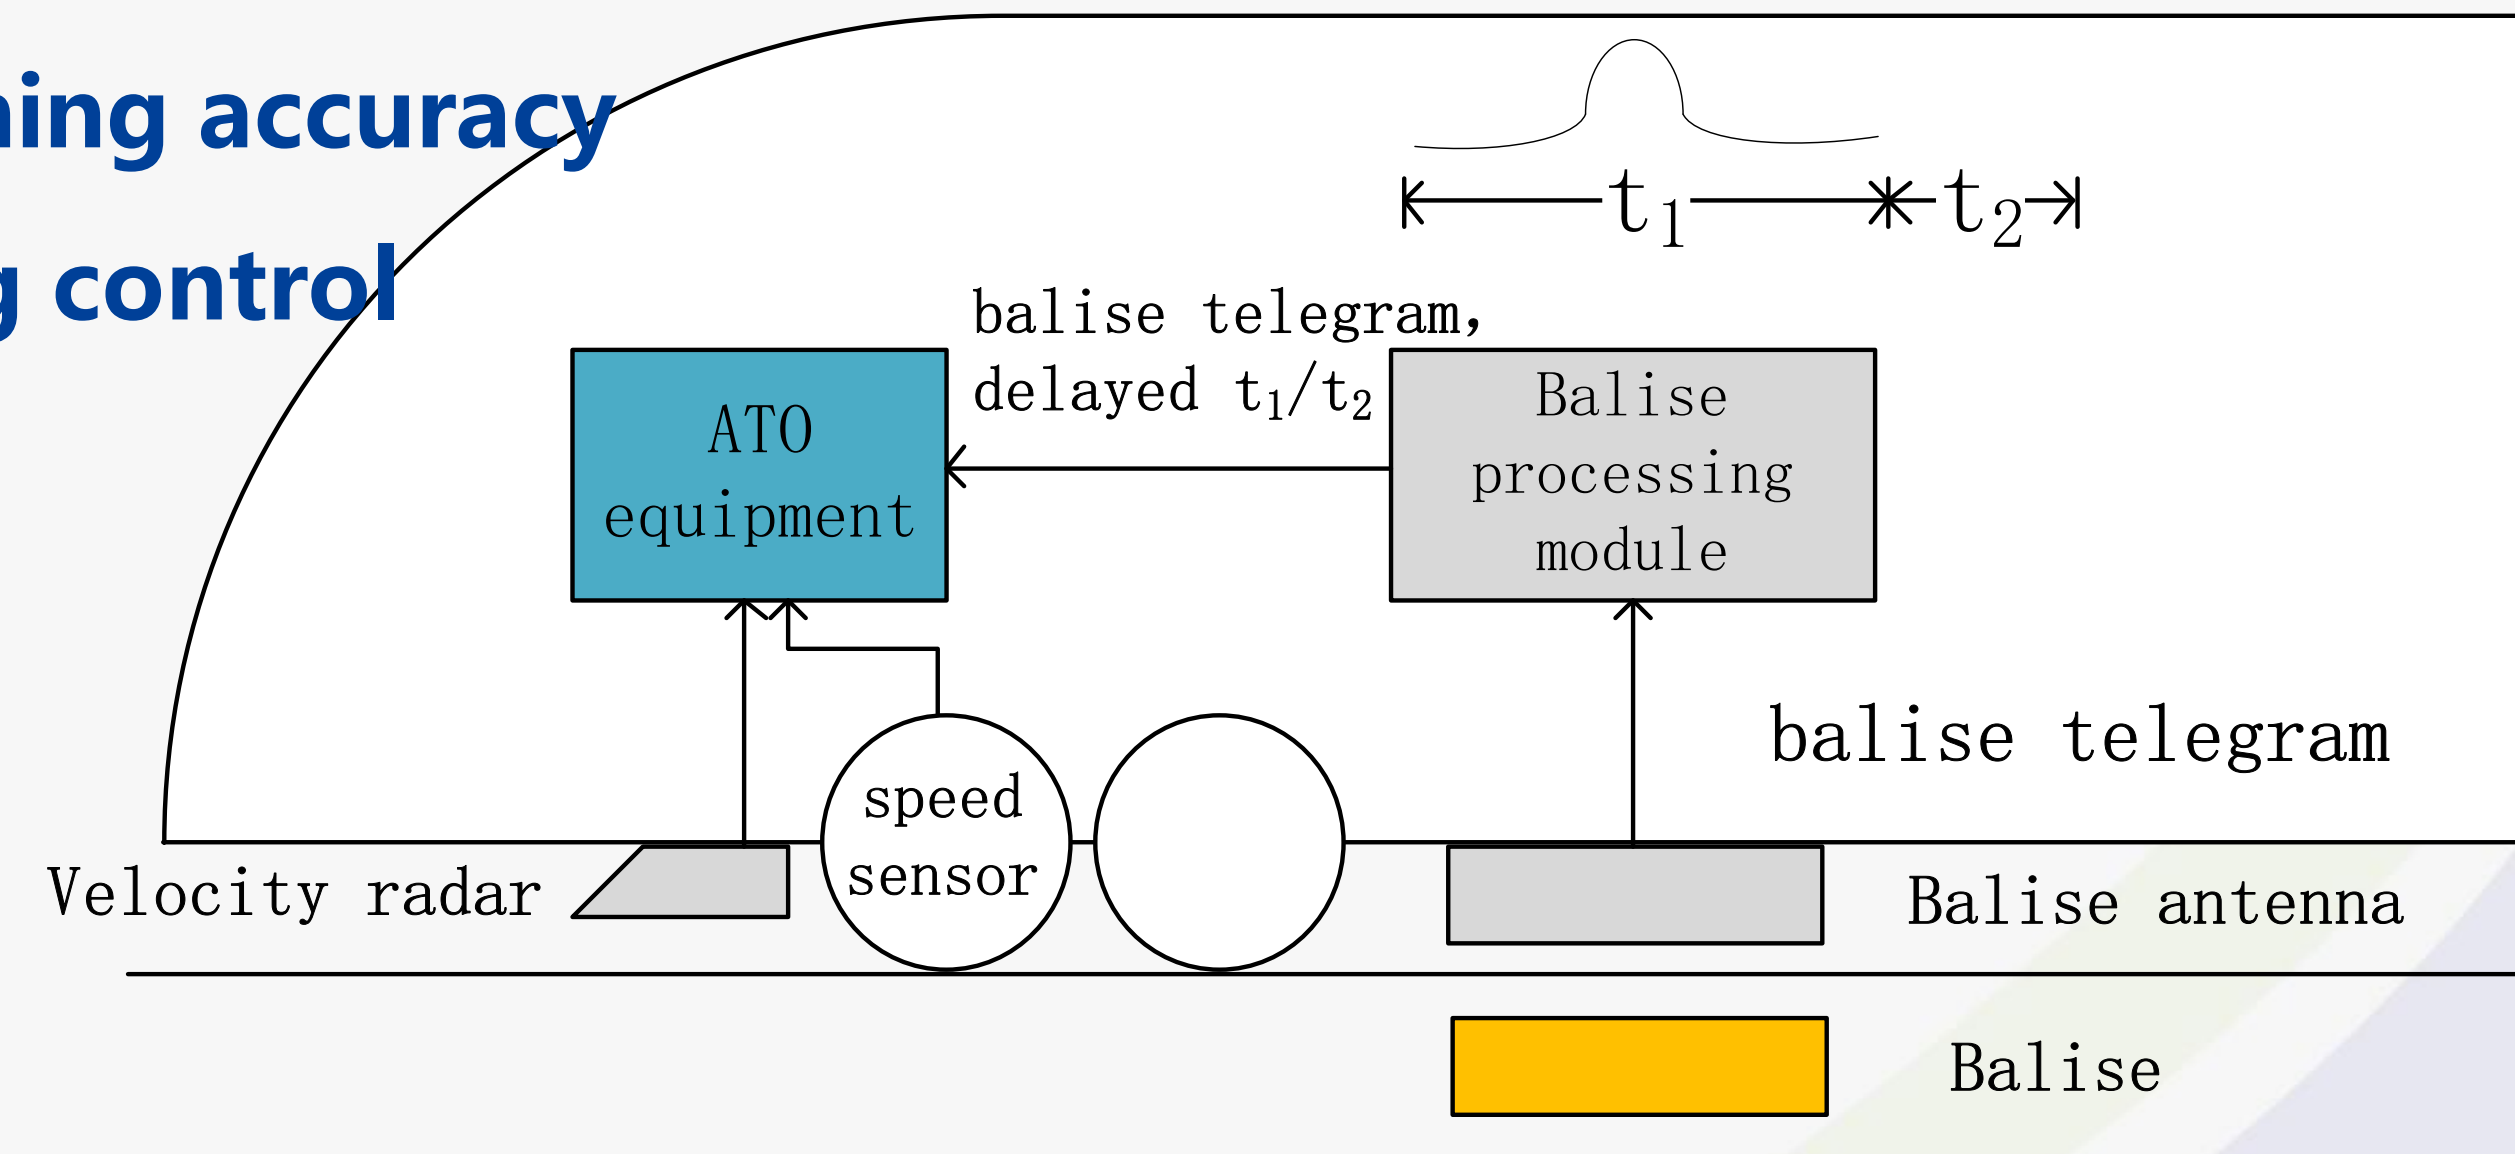 accuracy
control
t1
t2
balise telegram,
delayed t1/t2
ATO
equipment
Balise
processing
module
balise telegram
speed
sensor
Velocity radar
Balise antenna
Balise